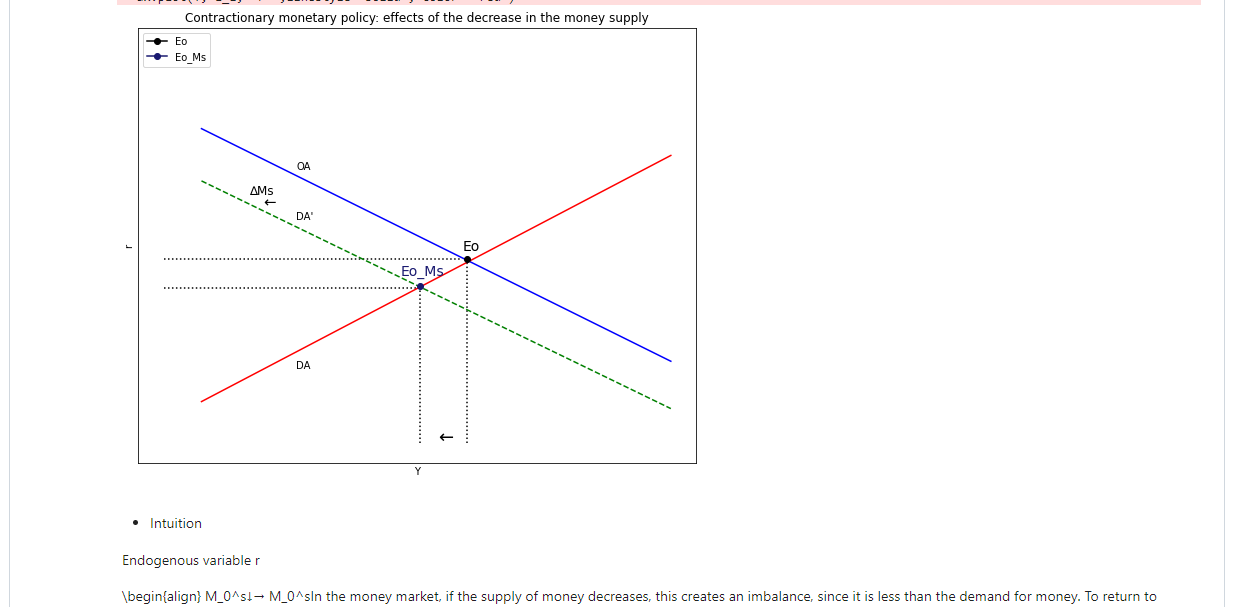 Contractionary monetary policy: effects of the decrease in the money supply
Eo
Eo_Ms
OA
ΔMs
←
DA'
r
Eo
Eo_Ms
DA
←
Y
• Intuition
Endogenous variable r
\begin{align} M_0^s↓→ M_0^sIn the money market, if the supply of money decreases, this creates an imbalance, since it is less than the demand for money. To return to